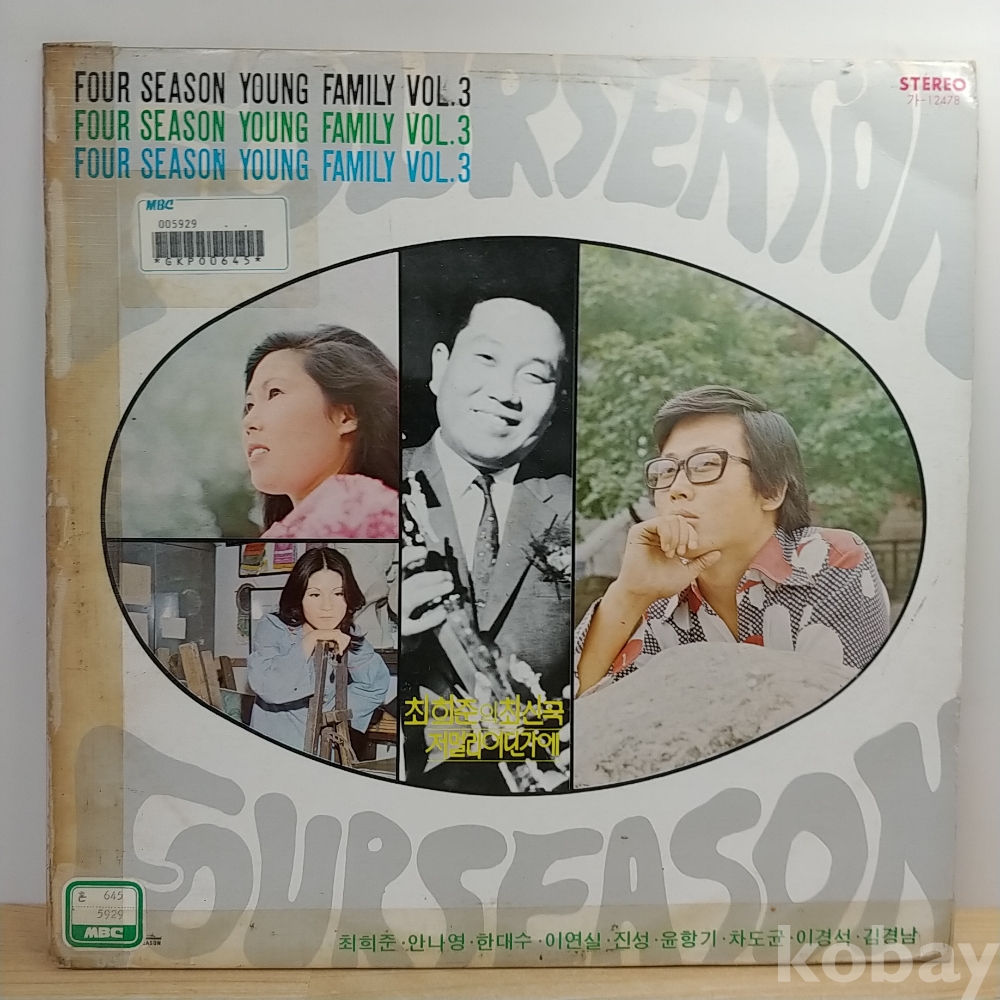 FOUR SEASON YOUNG FAMILY VOL.3
FOUR SEASON YOUNG FAMILY VOL.3
FOUR SEASON YOUNG FAMILY VOL.3
STEREO
가-12478
FOURSEASON
MBC
005929
*GKP00645*
최희준의 최신곡
저멀리 어딘가에
FOURSEASON
혼 645
5929
MBC
SEASON
최희준·안나영·한대수·이연실·진성·윤항기·차도균·이경석·김경남
kobay